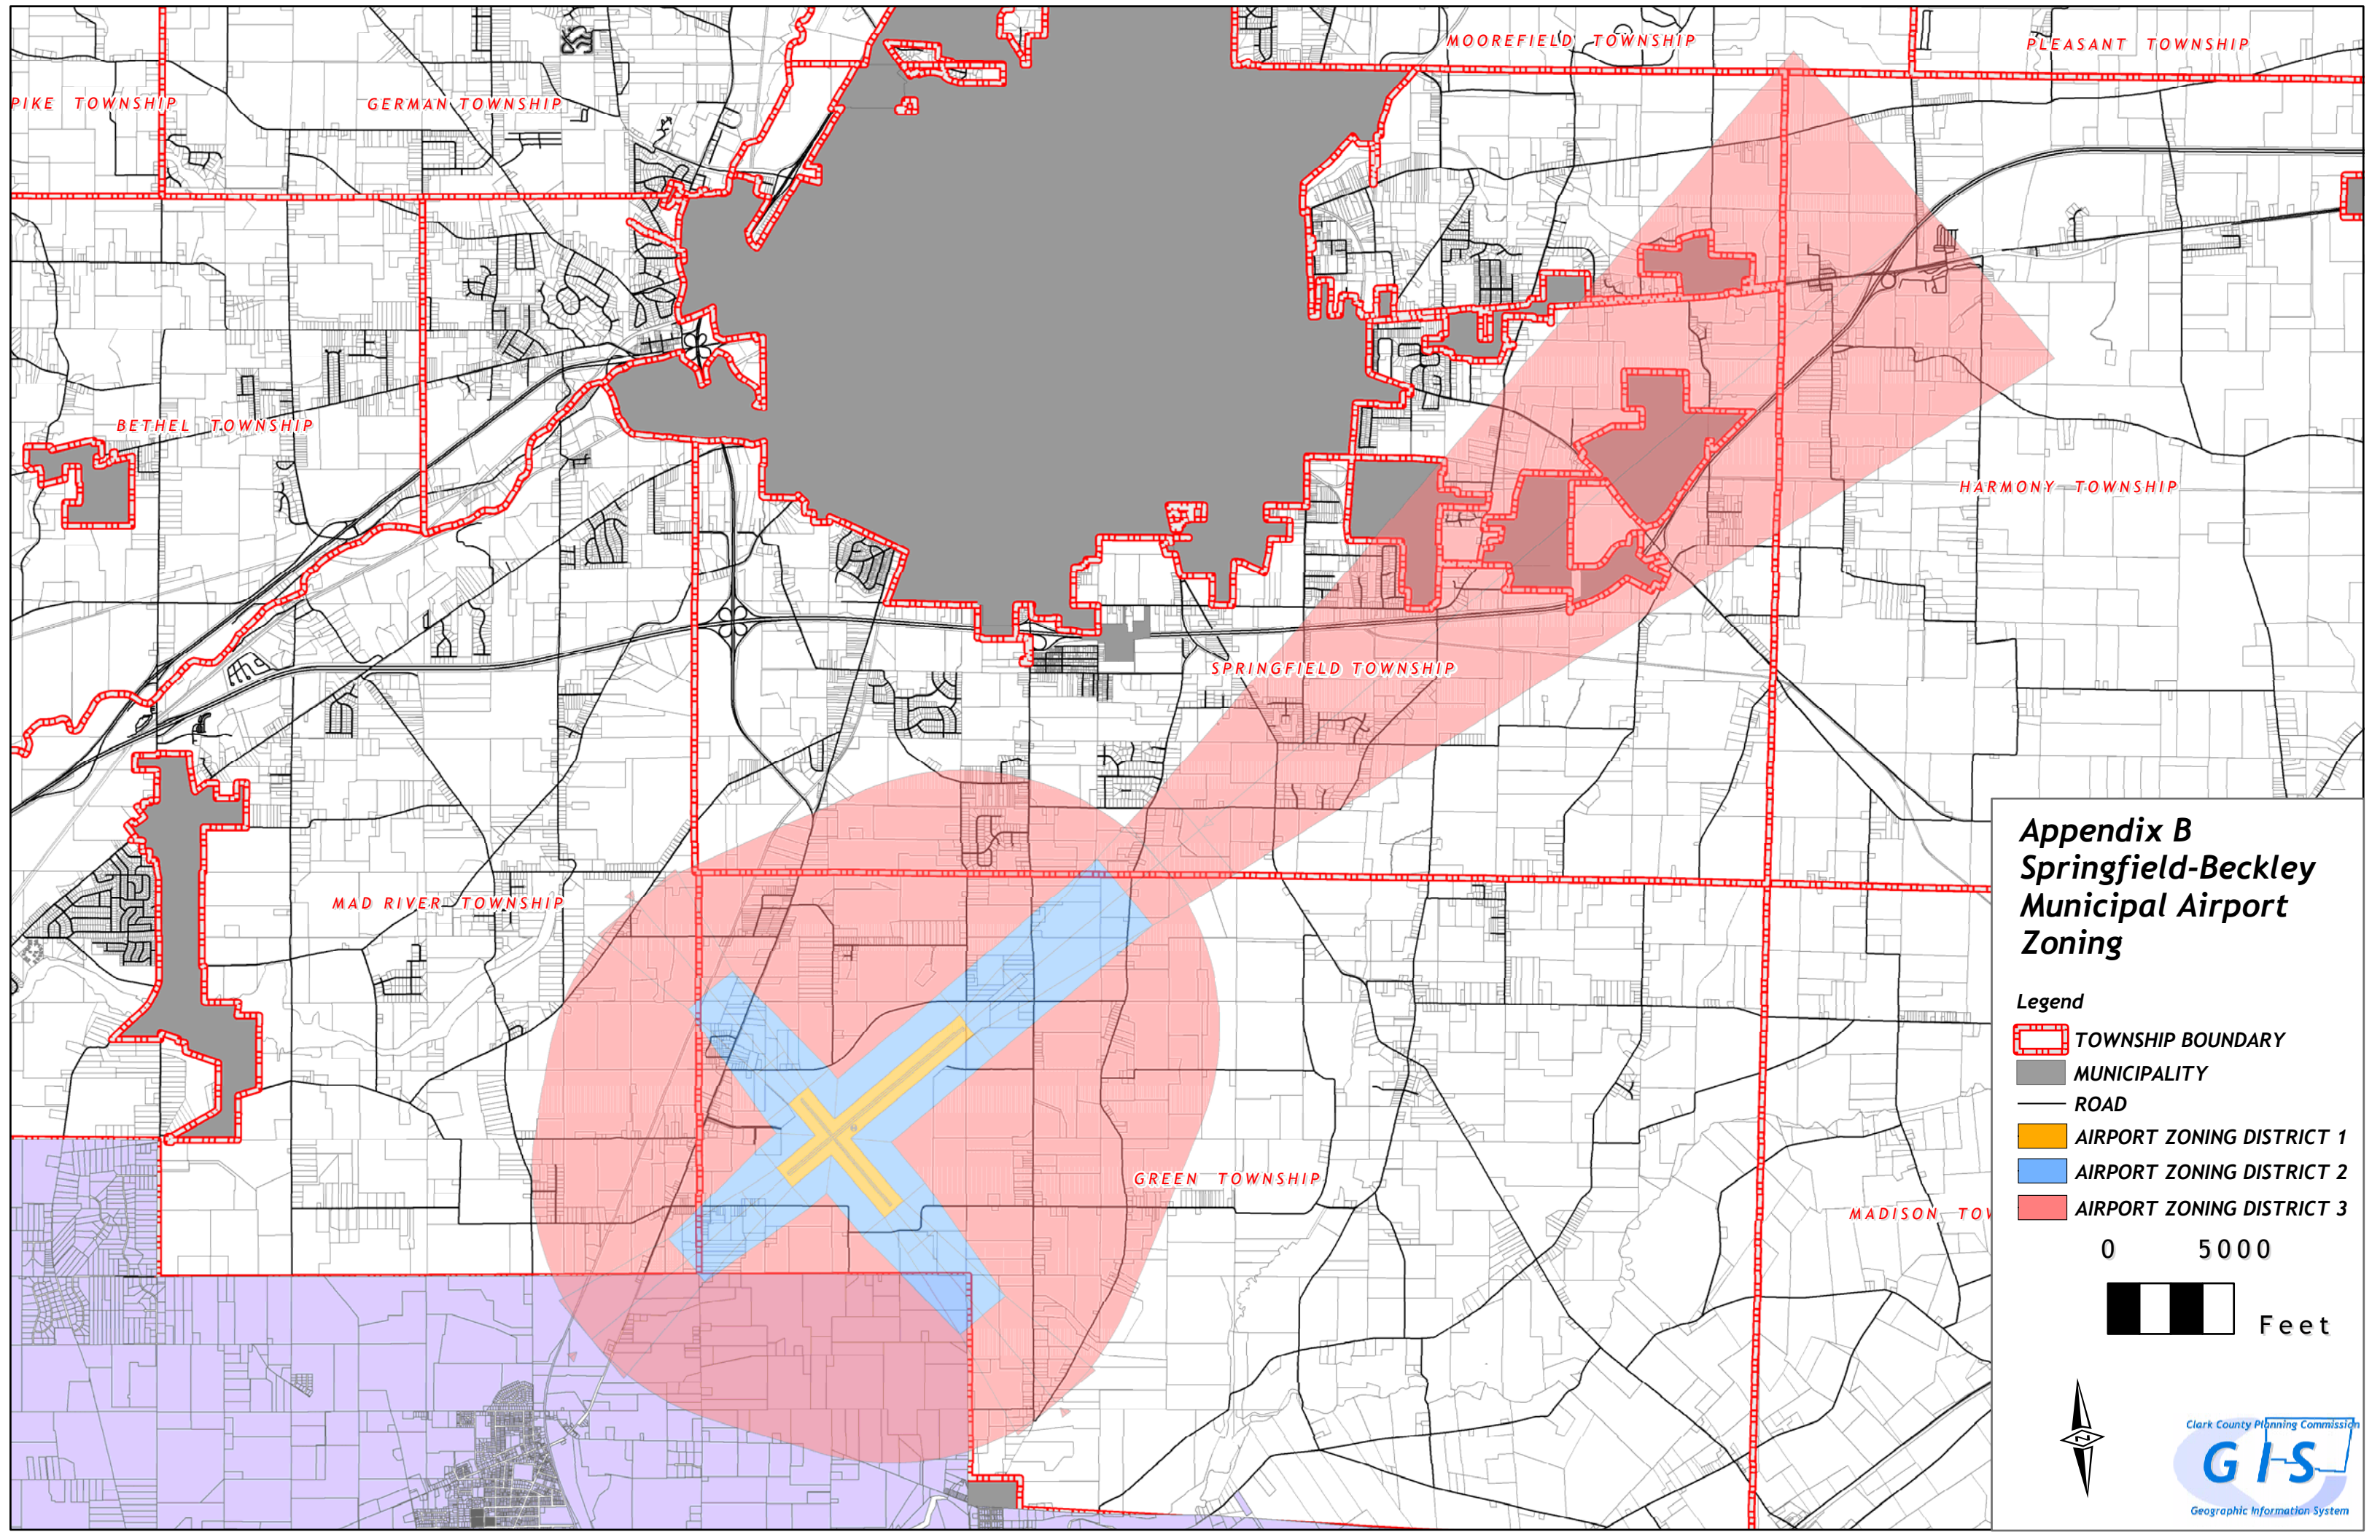 MOOREFIELD TOWNSHIP
PLEASANT TOWNSHIP
PIKE TOWNSHIP
GERMAN TOWNSHIP
BETHEL TOWNSHIP
HARMONY TOWNSHIP
SPRINGFIELD TOWNSHIP
MAD RIVER TOWNSHIP
GREEN TOWNSHIP
MADISON TOW
Appendix B
Springfield-Beckley
Municipal Airport
Zoning
Legend
TOWNSHIP BOUNDARY
MUNICIPALITY
ROAD
AIRPORT ZONING DISTRICT 1
AIRPORT ZONING DISTRICT 2
AIRPORT ZONING DISTRICT 3
0 5000
Feet
N
Clark County Planning Commission
GIS
Geographic Information System